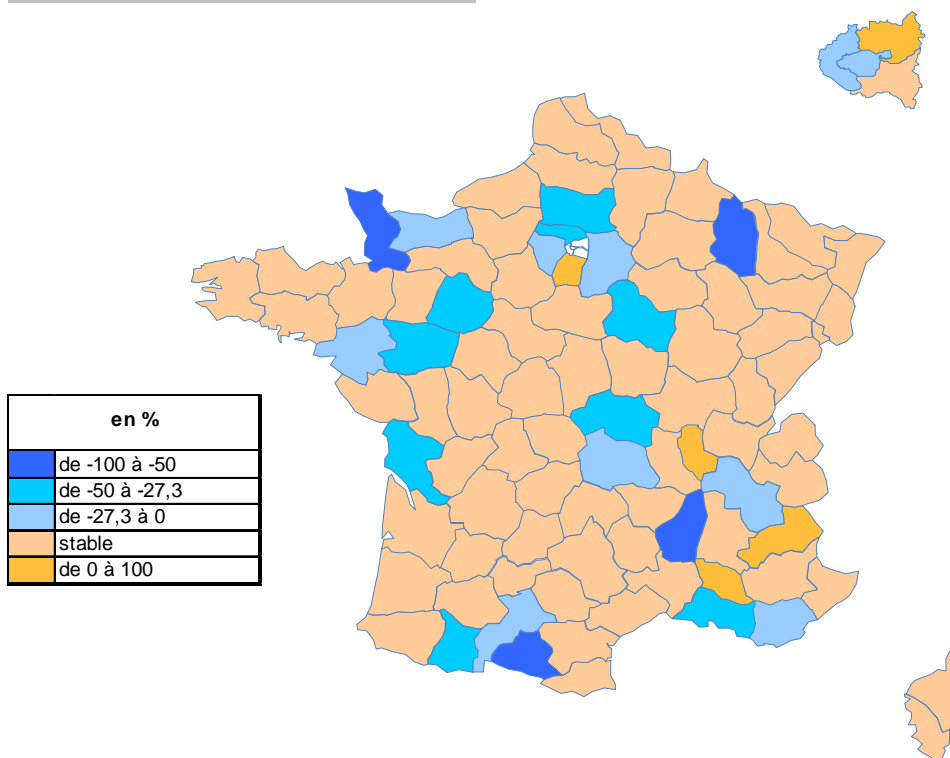 en %
de -100 à -50
de -50 à -27,3
de -27,3 à 0
stable
de 0 à 100